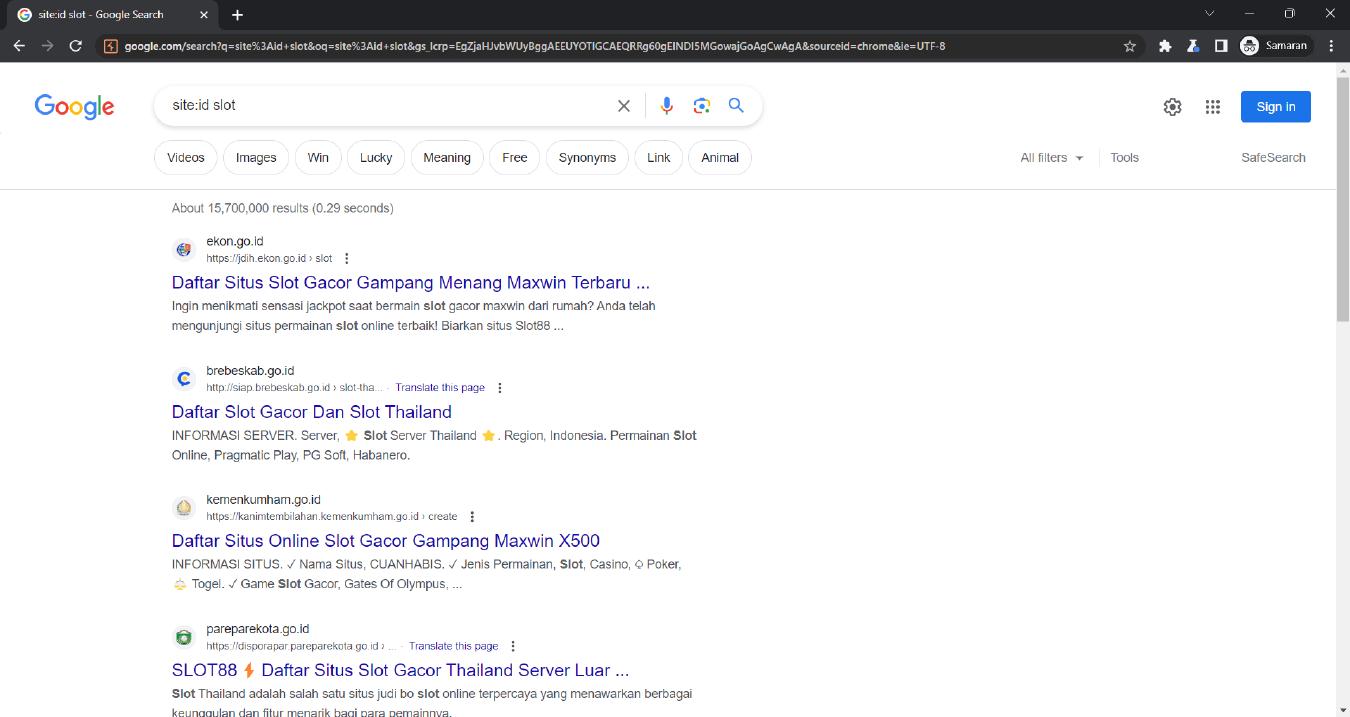 site:id slot - Google Search
google.com/search?q=site%3Aid+slot&oq=site%3Aid+slot&gs_lcrp=EgZjaHJvbWUyBggAEEUYOTIGCAEQRRg60gEINDI5MGowajGoAgCwAgA&sourceid=chrome&ie=UTF-8
Samaran
Google
site:id slot
Sign in
Videos Images Win Lucky Meaning Free Synonyms Link Animal All filters Tools SafeSearch
About 15,700,000 results (0.29 seconds)
ekon.go.id
https://jdih.ekon.go.id › slot
Daftar Situs Slot Gacor Gampang Menang Maxwin Terbaru ...
Ingin menikmati sensasi jackpot saat bermain slot gacor maxwin dari rumah? Anda telah
mengunjungi situs permainan slot online terbaik! Biarkan situs Slot88 ...
brebeskab.go.id
http://siap.brebeskab.go.id › slot-tha... · Translate this page
Daftar Slot Gacor Dan Slot Thailand
INFORMASI SERVER. Server, ⭐ Slot Server Thailand ⭐. Region, Indonesia. Permainan Slot
Online, Pragmatic Play, PG Soft, Habanero.
kemenkumham.go.id
https://kanimtembilahan.kemenkumham.go.id › create
Daftar Situs Online Slot Gacor Gampang Maxwin X500
INFORMASI SITUS. ✓ Nama Situs, CUANHABIS. ✓ Jenis Permainan, Slot, Casino, ♤ Poker,
⚖ Togel. ✓ Game Slot Gacor, Gates Of Olympus, ...
pareparekota.go.id
https://disporapar.pareparekota.go.id › ... · Translate this page
SLOT88 ⚡ Daftar Situs Slot Gacor Thailand Server Luar ...
Slot Thailand adalah salah satu situs judi bo slot online terpercaya yang menawarkan berbagai
keunggulan dan fitur menarik bagi para pemainnya.